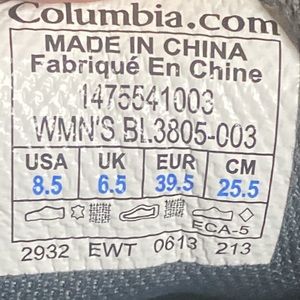 Columbia.com
MADE IN CHINA
Fabriqué En Chine
1475541003
WMN'S BL3805-003
USA UK EUR CM
8.5 6.5 39.5 25.5
ECA-5
2932 EWT 0613 213